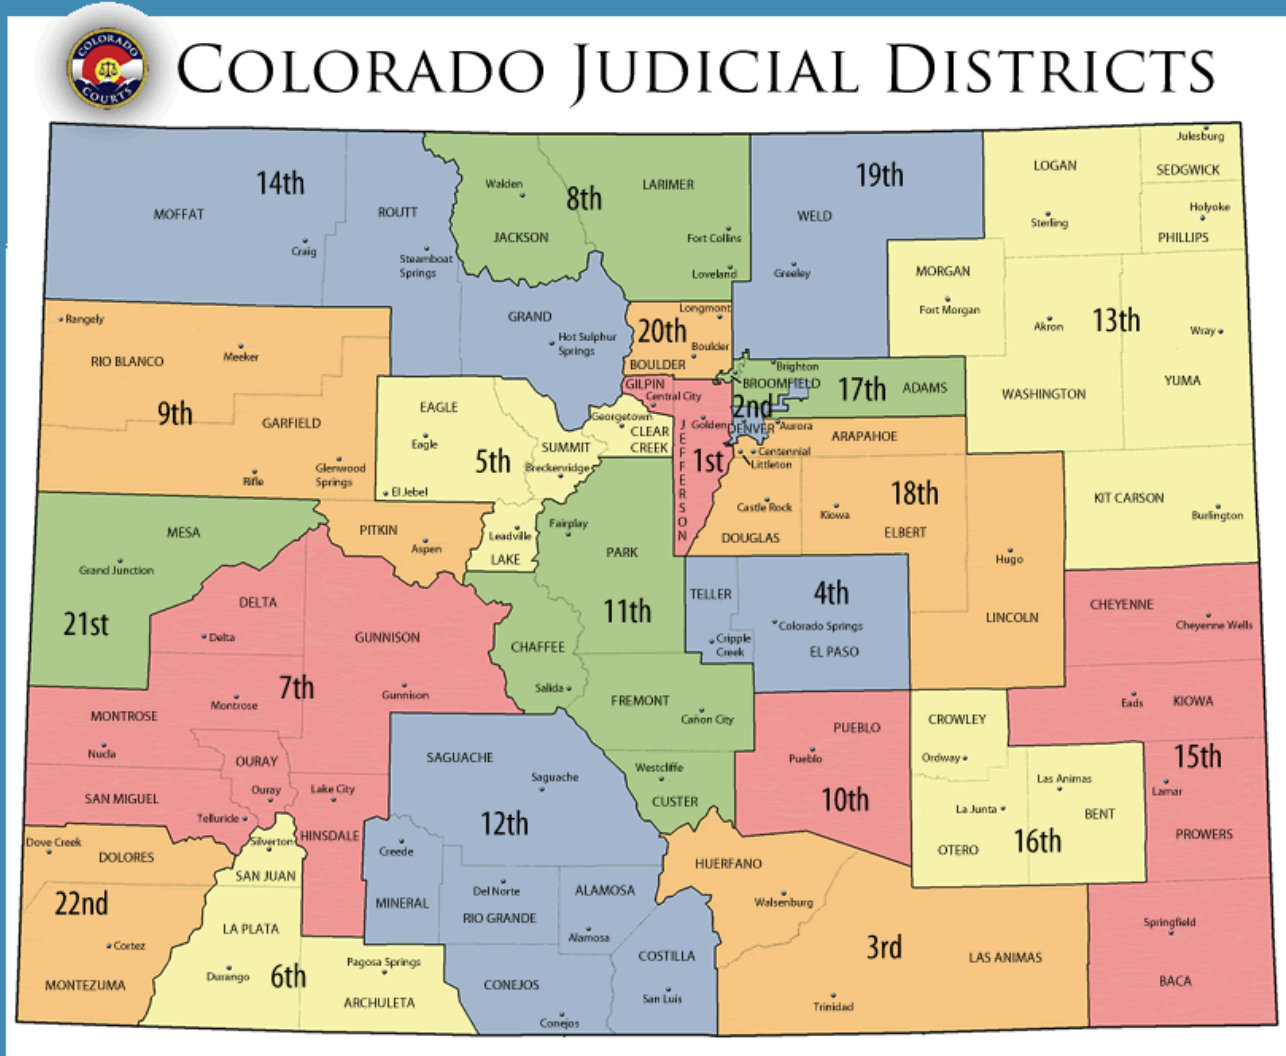 COLORADO
COURTS
COLORADO JUDICIAL DISTRICTS
14th
MOFFAT
Craig
ROUTT
Steamboat
Springs
Walden
JACKSON
8th
LARIMER
Fort Collins
Loveland
19th
WELD
Greeley
LOGAN
Sterling
Julesburg
SEDGWICK
Holyoke
PHILLIPS
MORGAN
Fort Morgan
Akron
13th
Wray
WASHINGTON
YUMA
Rangely
RIO BLANCO
Meeker
9th
GARFIELD
Rifle
Glenwood
Springs
GRAND
Hot Sulphur
Springs
20th
Longmont
Boulder
BOULDER
GILPIN
Central City
Brighton
BROOMFIELD
17th
ADAMS
2nd
DENVER
Aurora
EAGLE
Eagle
El Jebel
5th
SUMMIT
Breckenridge
Georgetown
CLEAR
CREEK
Golden
JEFFERSON
1st
ARAPAHOE
Centennial
Littleton
18th
Castle Rock
DOUGLAS
Kiowa
ELBERT
Hugo
LINCOLN
KIT CARSON
Burlington
MESA
Grand Junction
21st
PITKIN
Aspen
Leadville
LAKE
Fairplay
PARK
11th
CHAFFEE
Salida
FREMONT
Cañon City
Westcliffe
CUSTER
TELLER
Cripple
Creek
4th
Colorado Springs
EL PASO
CHEYENNE
Cheyenne Wells
Eads
KIOWA
15th
Lamar
PROWERS
Springfield
BACA
DELTA
Delta
GUNNISON
7th
Gunnison
MONTROSE
Montrose
Nucla
OURAY
Ouray
SAN MIGUEL
Telluride
Lake City
HINSDALE
SAGUACHE
Saguache
12th
Creede
MINERAL
Del Norte
RIO GRANDE
ALAMOSA
Alamosa
CONEJOS
Conejos
COSTILLA
San Luis
PUEBLO
Pueblo
10th
CROWLEY
Ordway
Las Animas
La Junta
BENT
OTERO
16th
HUERFANO
Walsenburg
3rd
LAS ANIMAS
Trinidad
Dove Creek
DOLORES
22nd
Cortez
MONTEZUMA
Silverton
SAN JUAN
LA PLATA
Durango
6th
Pagosa Springs
ARCHULETA